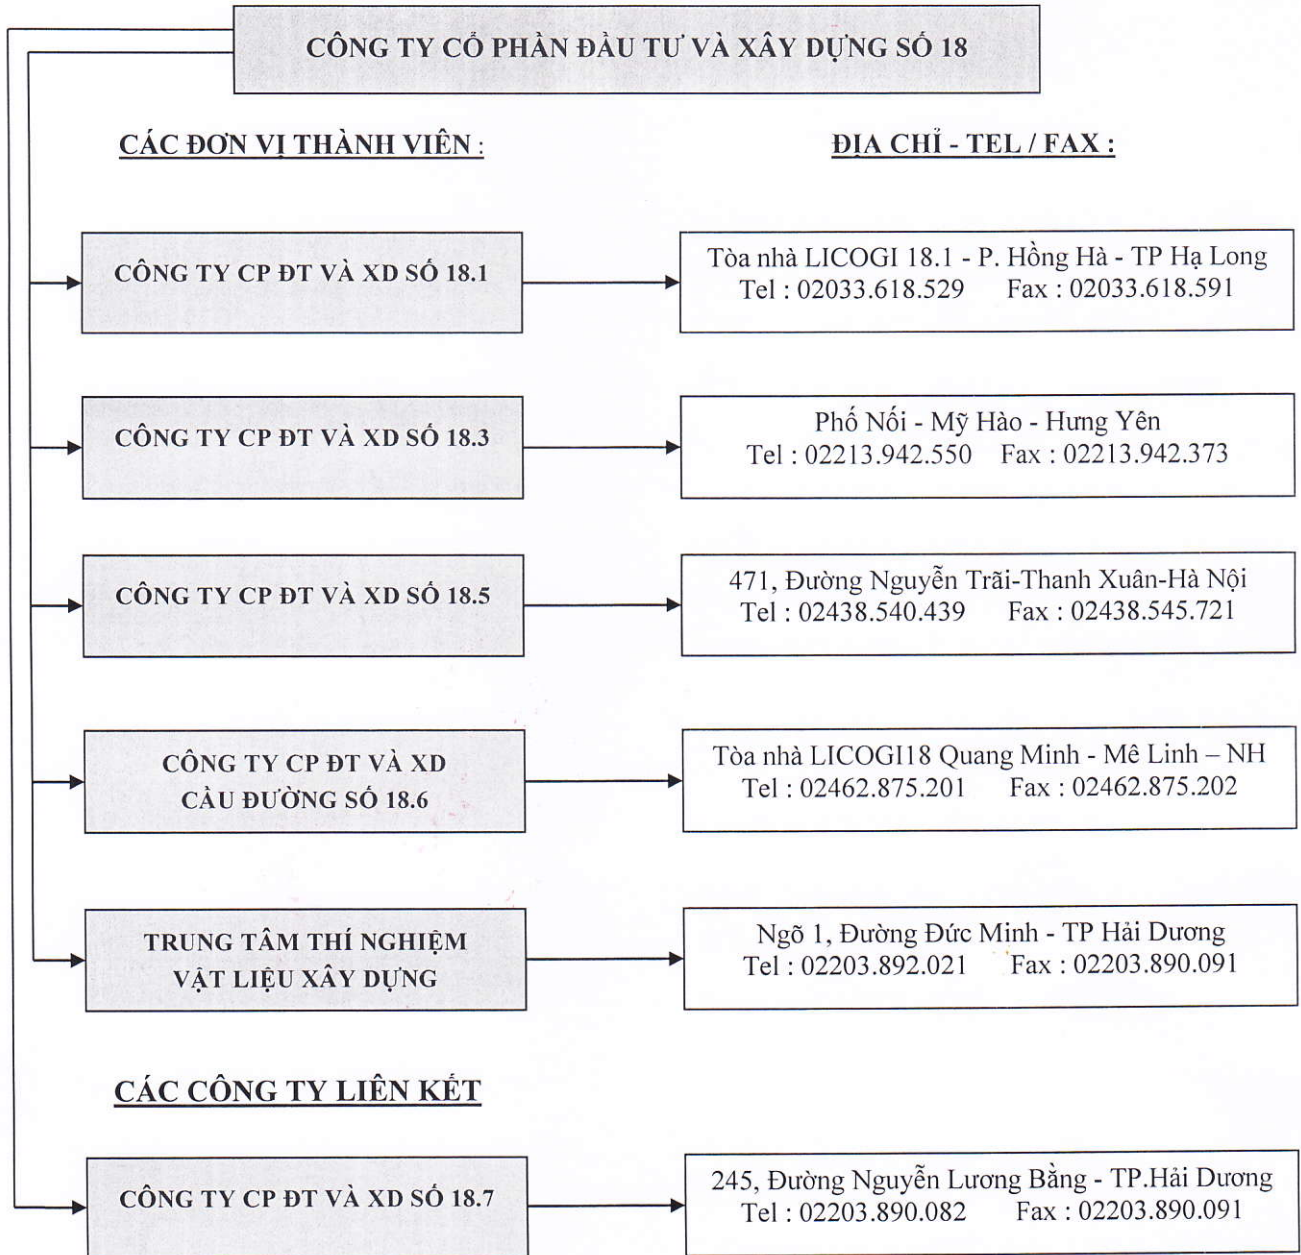 CÔNG TY CỔ PHẦN ĐẦU TƯ VÀ XÂY DỰNG SỐ 18
CÁC ĐƠN VỊ THÀNH VIÊN :
ĐỊA CHỈ - TEL / FAX :
CÔNG TY CP ĐT VÀ XD SỐ 18.1
Tòa nhà LICOGI 18.1 - P. Hồng Hà - TP Hạ Long
Tel : 02033.618.529 Fax : 02033.618.591
CÔNG TY CP ĐT VÀ XD SỐ 18.3
Phố Nối - Mỹ Hào - Hưng Yên
Tel : 02213.942.550 Fax : 02213.942.373
CÔNG TY CP ĐT VÀ XD SỐ 18.5
471, Đường Nguyễn Trãi-Thanh Xuân-Hà Nội
Tel : 02438.540.439 Fax : 02438.545.721
CÔNG TY CP ĐT VÀ XD
CẦU ĐƯỜNG SỐ 18.6
Tòa nhà LICOGI18 Quang Minh - Mê Linh – NH
Tel : 02462.875.201 Fax : 02462.875.202
TRUNG TÂM THÍ NGHIỆM
VẬT LIỆU XÂY DỰNG
Ngõ 1, Đường Đức Minh - TP Hải Dương
Tel : 02203.892.021 Fax : 02203.890.091
CÁC CÔNG TY LIÊN KẾT
CÔNG TY CP ĐT VÀ XD SỐ 18.7
245, Đường Nguyễn Lương Bằng - TP.Hải Dương
Tel : 02203.890.082 Fax : 02203.890.091